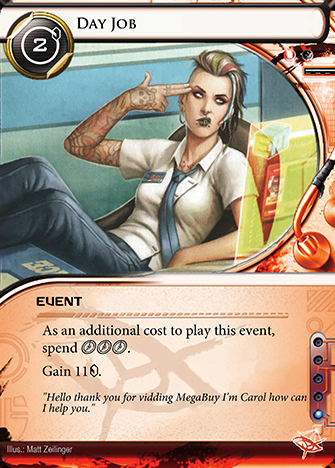 Day Job
2
EVENT
As an additional cost to play this event,
spend
.
Gain 11
.
"Hello thank you for vidding MegaBuy I'm Carol how can
I help you."
Illus.: Matt Zeilinger